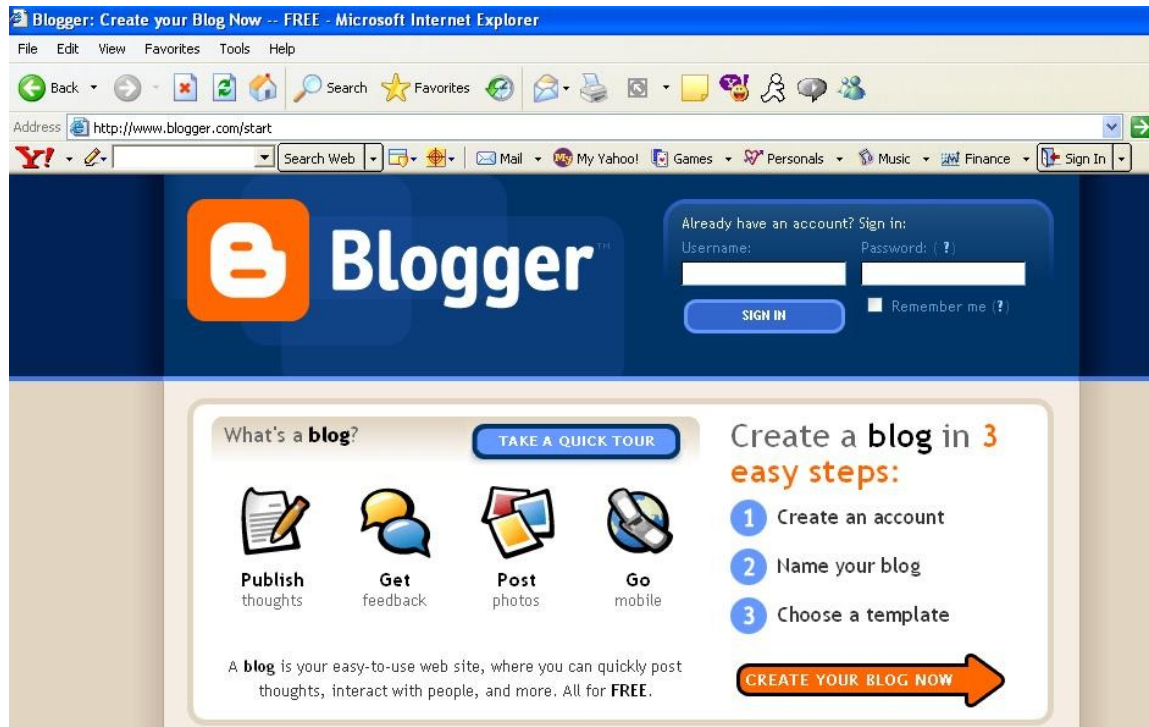 Blogger: Create your Blog Now -- FREE - Microsoft Internet Explorer
File Edit View Favorites Tools Help
Back Search Favorites
Address http://www.blogger.com/start
Y! Search Web Mail My Yahoo! Games Personals Music Finance Sign In
Blogger™
Already have an account? Sign in:
Username: Password: (?)
SIGN IN Remember me (?)
What's a blog? TAKE A QUICK TOUR
Publish Get Post Go
thoughts feedback photos mobile
A blog is your easy-to-use web site, where you can quickly post
thoughts, interact with people, and more. All for FREE.
Create a blog in 3
easy steps:
1 Create an account
2 Name your blog
3 Choose a template
CREATE YOUR BLOG NOW